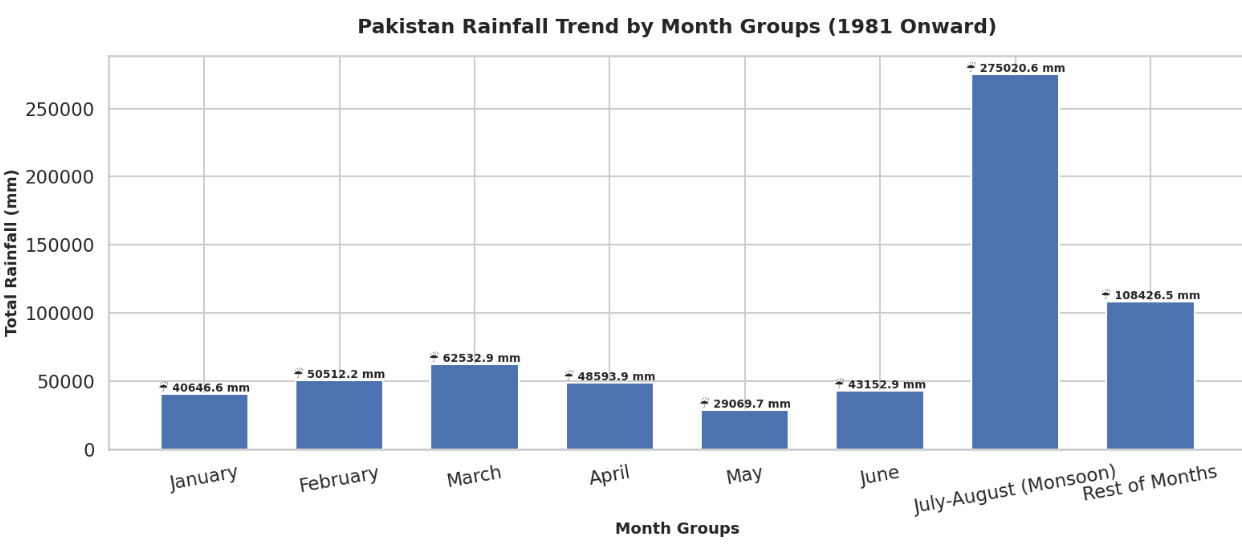 Pakistan Rainfall Trend by Month Groups (1981 Onward)
Total Rainfall (mm)
250000
200000
150000
100000
50000
0
☔ 40646.6 mm
☔ 50512.2 mm
☔ 62532.9 mm
☔ 48593.9 mm
☔ 29069.7 mm
☔ 43152.9 mm
☔ 275020.6 mm
☔ 108426.5 mm
January
February
March
April
May
June
July-August (Monsoon)
Rest of Months
Month Groups